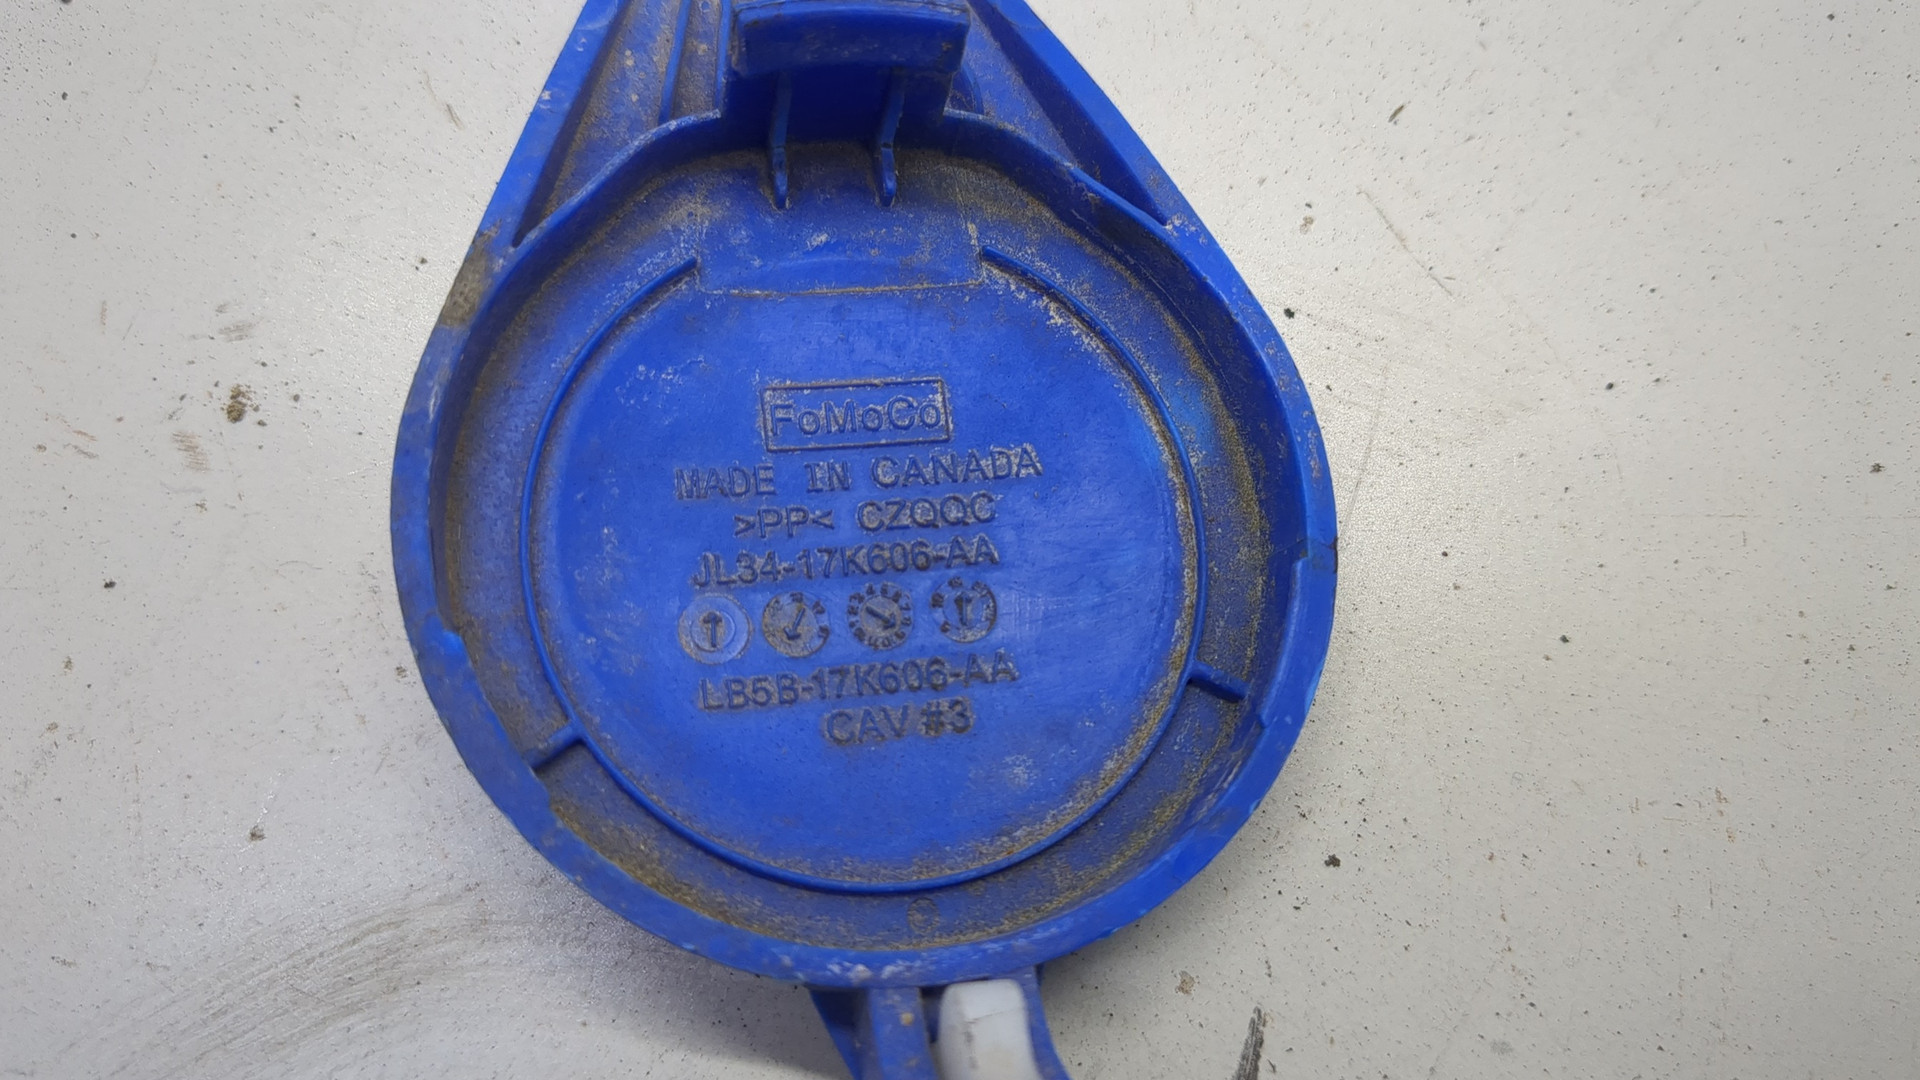 FoMoCo
MADE IN CANADA
>PP< CZQQC
JL34-17K606-AA
LB5B-17K606-AA
CAV #3